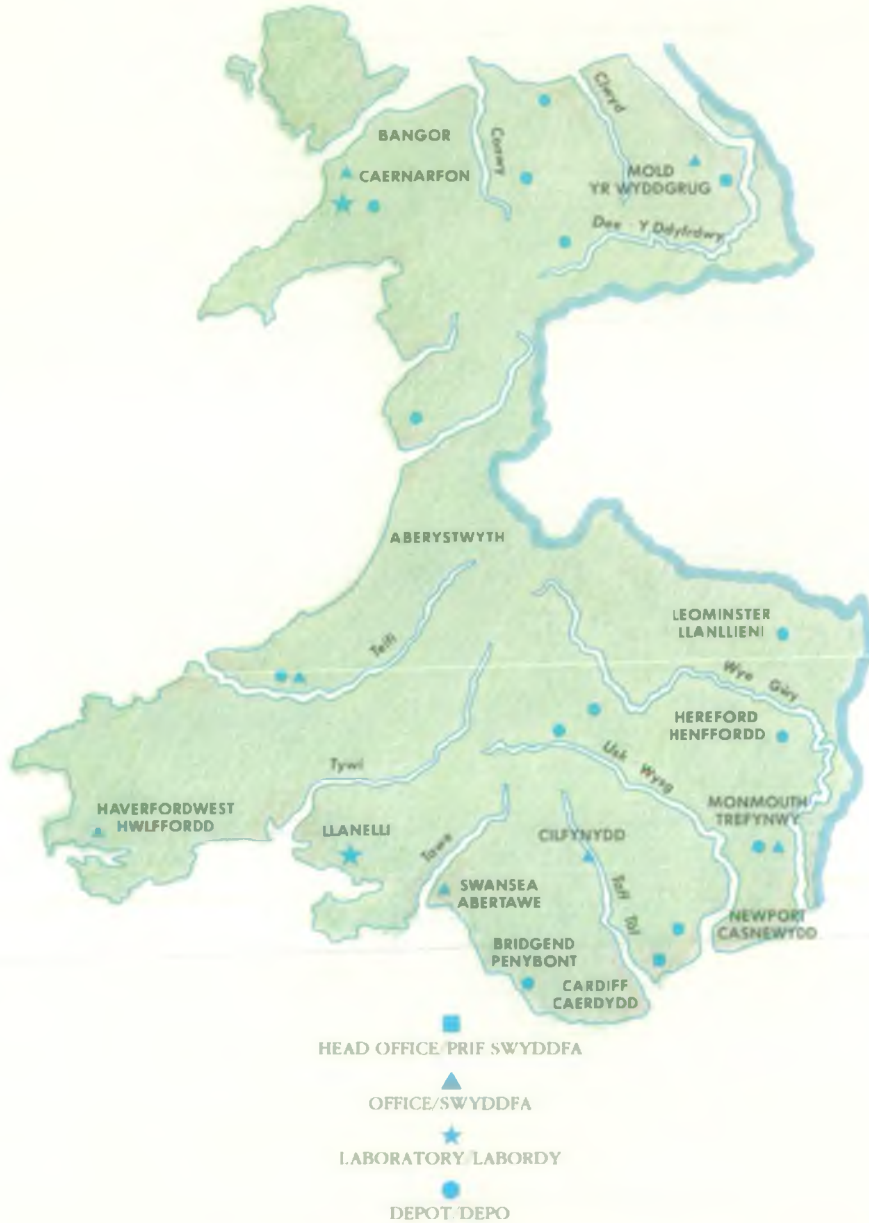 BANGOR
CAERNARFON
Conwy
Clwyd
MOLD
YR WYDDGRUG
Dee Y Ddyfrdwy
ABERYSTWYTH
Teifi
LEOMINSTER
LLANLLIENI
Wye Gŵy
HEREFORD
HENFFORDD
Usk Wysg
Tywi
MONMOUTH
TREFYNWY
HAVERFORDWEST
HWLFFORDD
LLANELLI
Tawe
CILFYNYDD
Taff Taf
SWANSEA
ABERTAWE
NEWPORT
CASNEWYDD
BRIDGEND
PENYBONT
CARDIFF
CAERDYDD
HEAD OFFICE/PRIF SWYDDFA
OFFICE/SWYDDFA
LABORATORY/LABORDY
DEPOT/DEPO